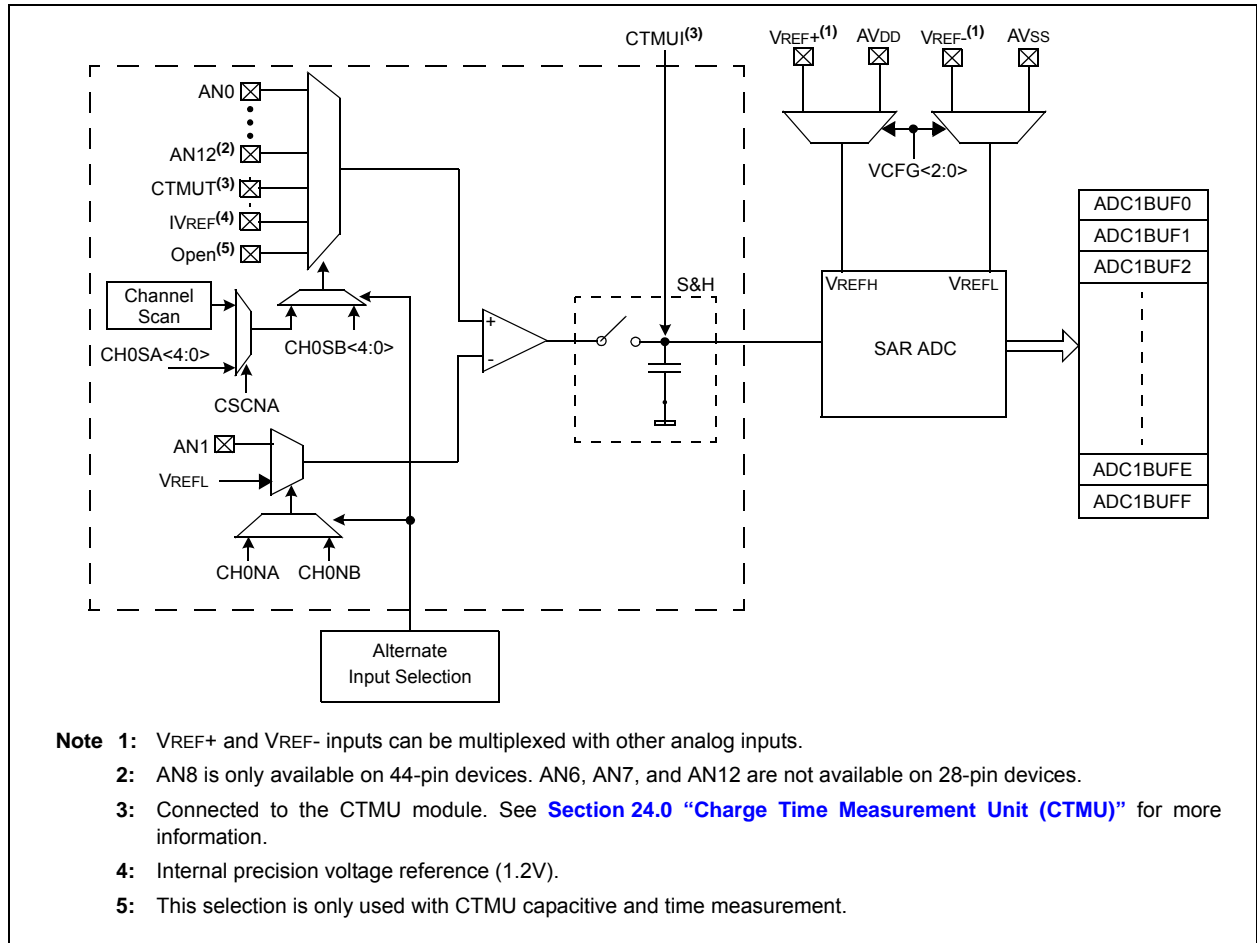 CTMUI(3)
VREF+(1) AVDD VREF-(1) AVSS
AN0
AN12(2)
CTMUT(3)
IVREF(4)
Open(5)
VCFG<2:0>
ADC1BUF0
ADC1BUF1
ADC1BUF2
Channel
Scan
S&H
VREFH VREFL
+
-
SAR ADC
CH0SA<4:0>
CH0SB<4:0>
CSCNA
AN1
VREFL
ADC1BUFE
ADC1BUFF
CH0NA CH0NB
Alternate
Input Selection
Note 1: VREF+ and VREF- inputs can be multiplexed with other analog inputs.
2: AN8 is only available on 44-pin devices. AN6, AN7, and AN12 are not available on 28-pin devices.
3: Connected to the CTMU module. See Section 24.0 “Charge Time Measurement Unit (CTMU)” for more
information.
4: Internal precision voltage reference (1.2V).
5: This selection is only used with CTMU capacitive and time measurement.